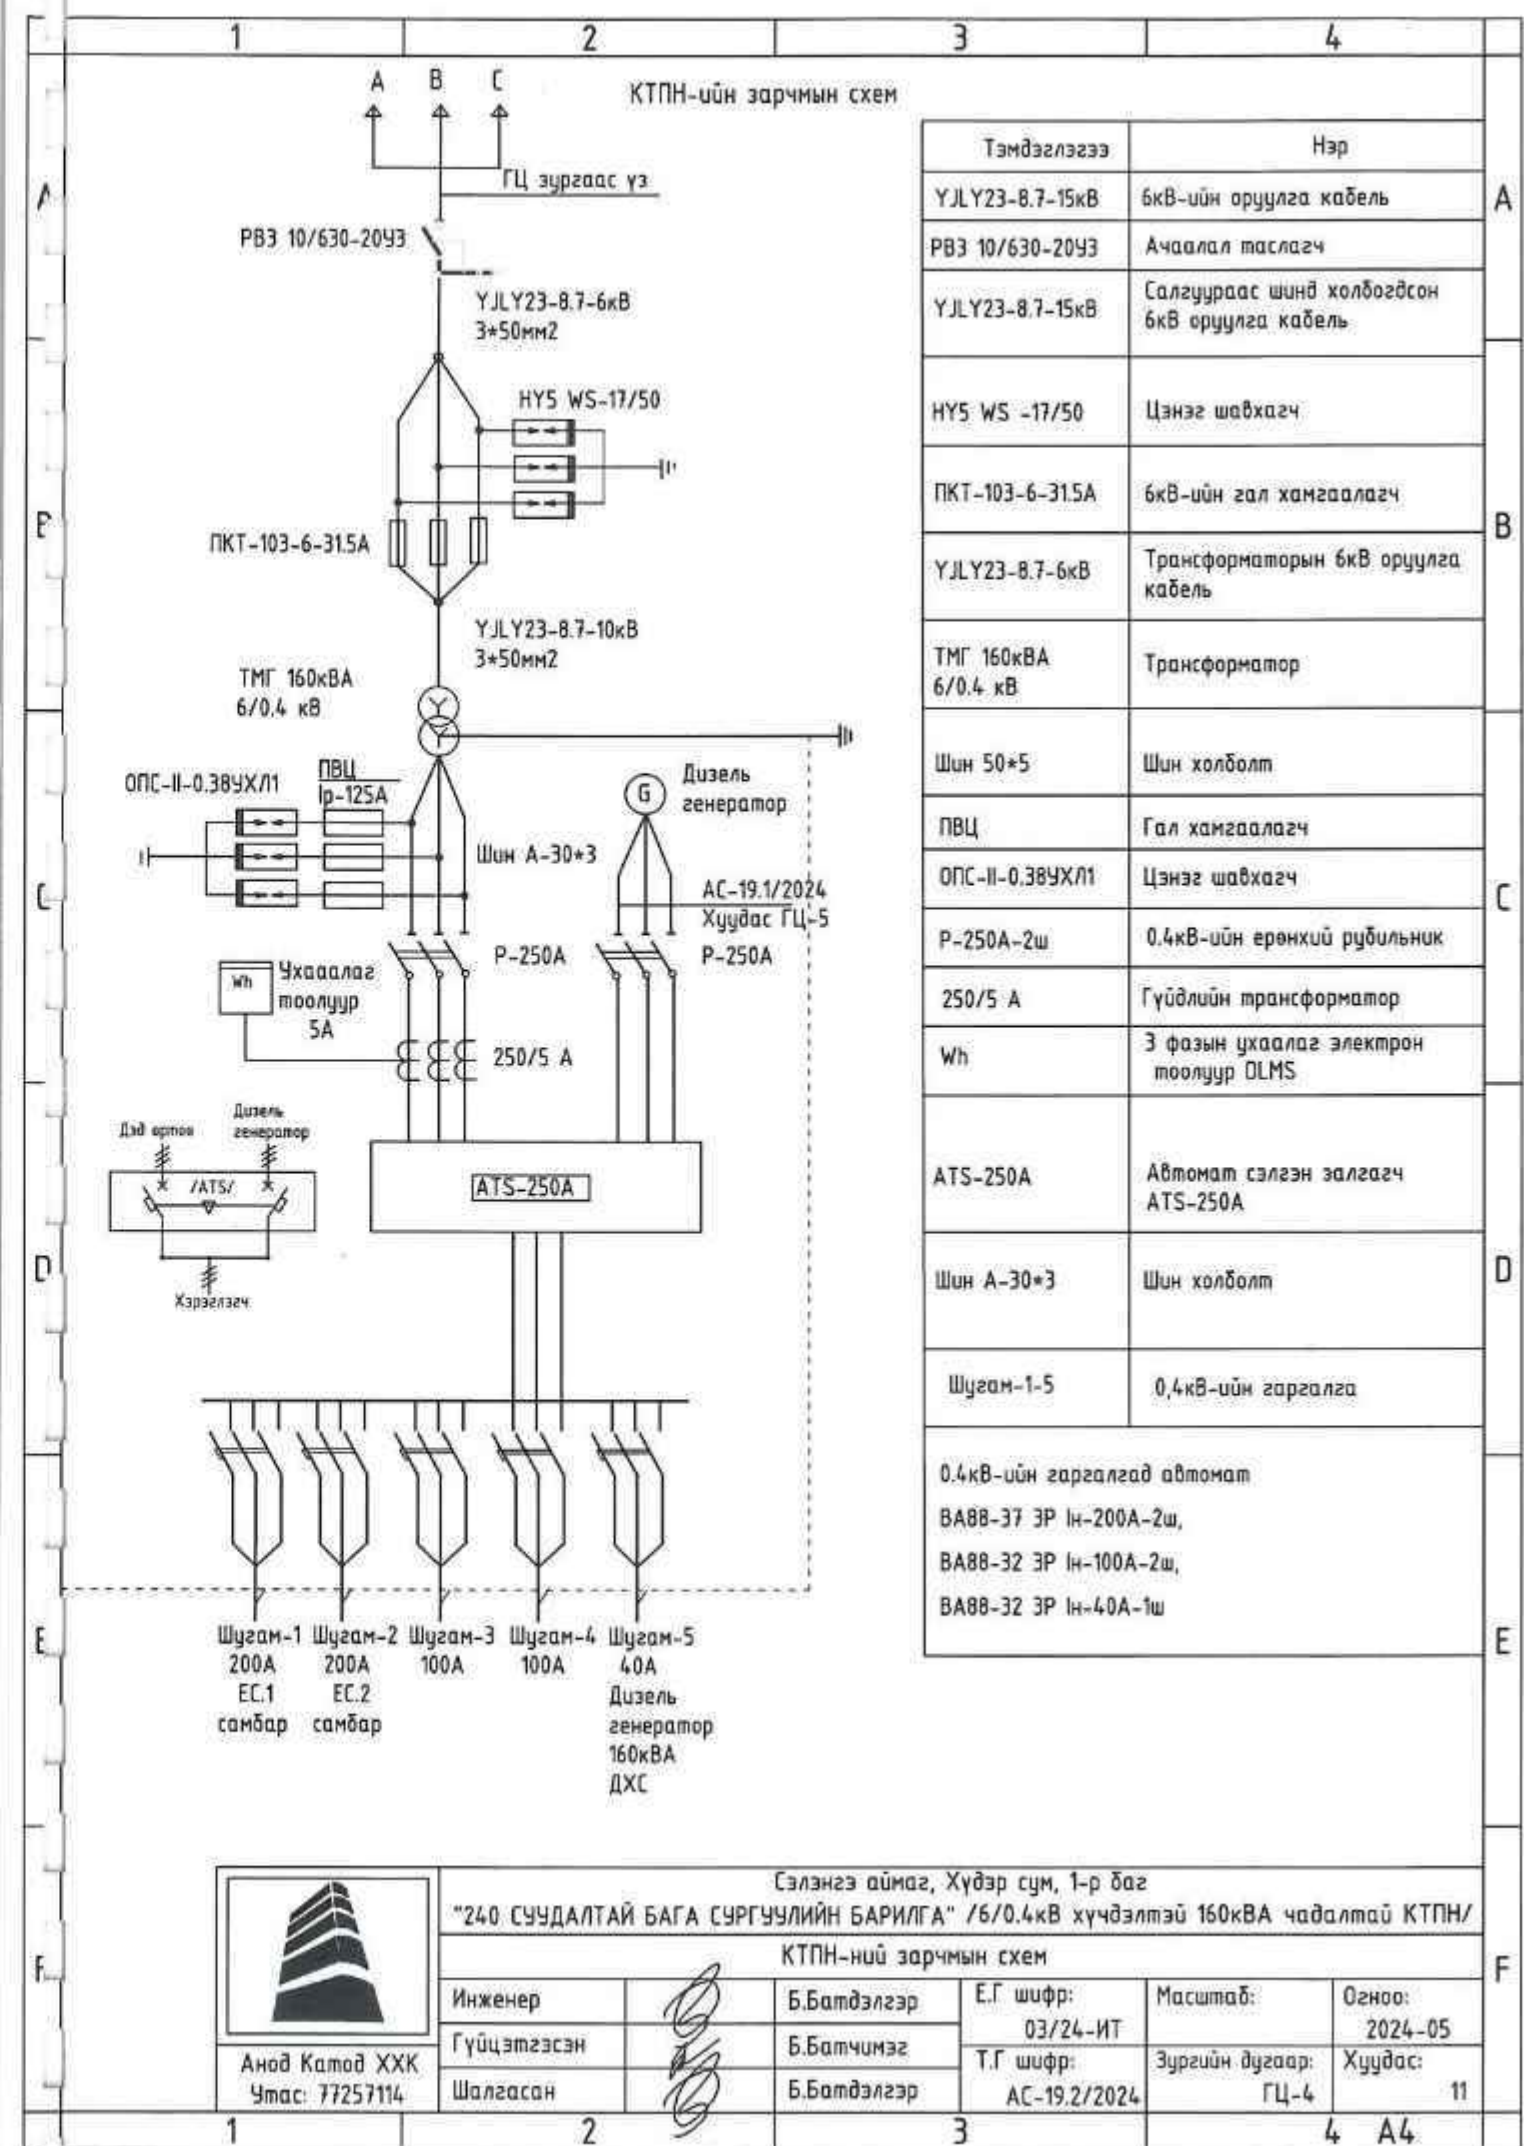 1 2 3 4
A B C
КТПН-ийн зарчмын схем
ГЦ зургаас үз
РВЗ 10/630-20УЗ
YJLY23-8.7-6кВ
3*50мм2
HY5 WS-17/50
ПКТ-103-6-31.5А
YJLY23-8.7-10кВ
3*50мм2
ТМГ 160кВА
6/0.4 кВ
ОПС-II-0.38УХЛ1
ПВЦ
Iр-125А
G
Дизель
генератор
Шин А-30*3
АС-19.1/2024
Хуудас ГЦ-5
Р-250А
Р-250А
Wh
Ухааалаг
тоолуур
5А
250/5 А
Дэд өртөө
Дизель
генератор
/ATS/
Хэрэглэгч
ATS-250A
Шугам-1
200А
ЕС.1
самбар
Шугам-2
200А
ЕС.2
самбар
Шугам-3
100А
Шугам-4
100А
Шугам-5
40А
Дизель
генератор
160кВА
ДХС
Тэмдэглэгээ Нэр
YJLY23-8.7-15кВ 6кВ-ийн оруулга кабель
РВЗ 10/630-20УЗ Ачаалал таслагч
YJLY23-8.7-15кВ Салгуураас шинд холбогдсон
6кВ оруулга кабель
HY5 WS -17/50 Цэнэг шавхагч
ПКТ-103-6-31.5А 6кВ-ийн гал хамгаалагч
YJLY23-8.7-6кВ Трансформаторын 6кВ оруулга
кабель
ТМГ 160кВА
6/0.4 кВ Трансформатор
Шин 50*5 Шин холболт
ПВЦ Гал хамгаалагч
ОПС-II-0.38УХЛ1 Цэнэг шавхагч
Р-250А-2ш 0.4кВ-ийн ерөнхий рубильник
250/5 А Гүйдлийн трансформатор
Wh 3 фазын ухаалаг электрон
тоолуур DLMS
ATS-250A Автомат сэлгэн залгагч
ATS-250A
Шин А-30*3 Шин холболт
Шугам-1-5 0,4кВ-ийн гаргалга
0.4кВ-ийн гаргалгад автомат
ВА88-37 3Р Iн-200А-2ш,
ВА88-32 3Р Iн-100А-2ш,
ВА88-32 3Р Iн-40А-1ш
A
B
C
D
E
F
A
B
C
D
E
F
Сэлэнгэ аймаг, Хүдэр сум, 1-р баг
"240 СУУДАЛТАЙ БАГА СУРГУУЛИЙН БАРИЛГА" /6/0.4кВ хүчдэлтэй 160кВА чадалтай КТПН/
КТПН-ний зарчмын схем
Анод Катод ХХК
Утас: 77257114
Инженер Б.Батдэлгэр
Гүйцэтгэсэн Б.Батчимэг
Шалгасан Б.Батдэлгэр
Е.Г шифр:
03/24-ИТ
Т.Г шифр:
АС-19.2/2024
Масштаб:
Зургийн дугаар:
ГЦ-4
Огноо:
2024-05
Хуудас:
11
1 2 3 4 A4